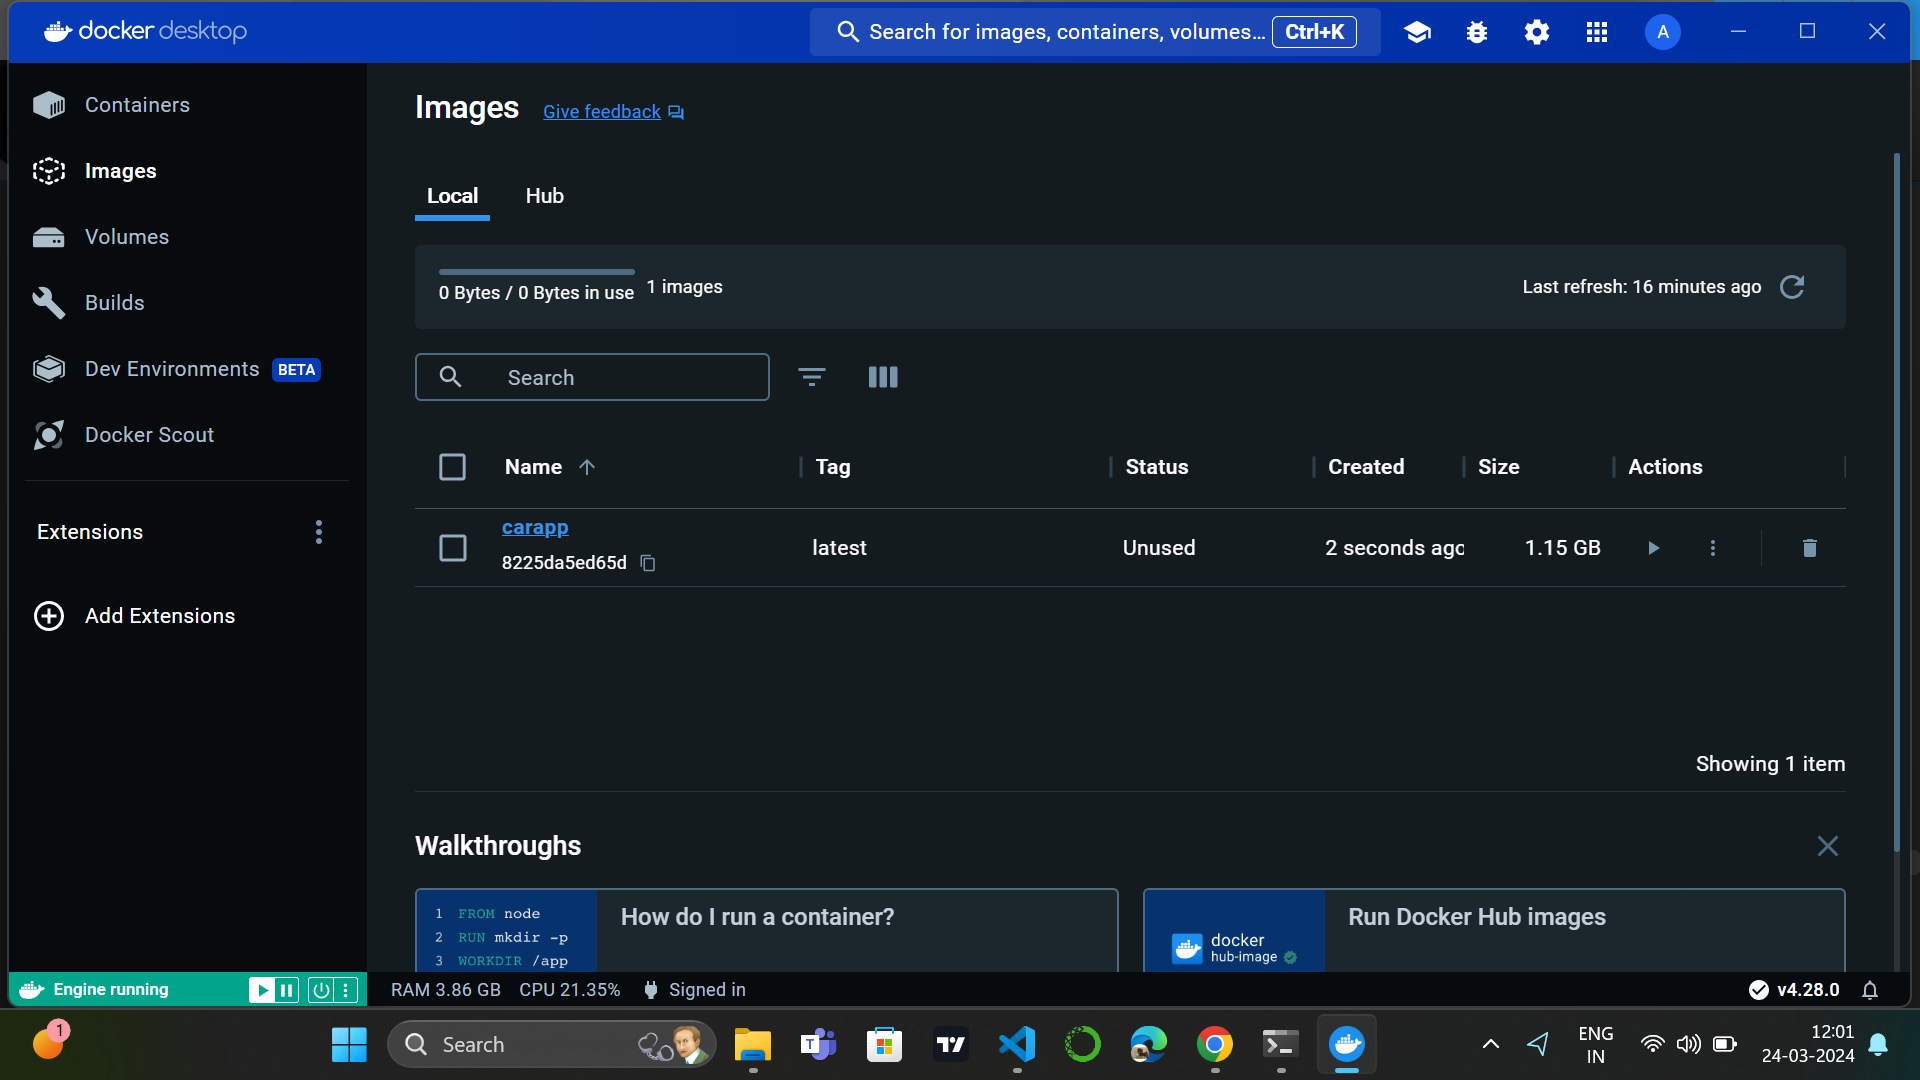 docker desktop
Search for images, containers, volumes... Ctrl+K
A
Containers
Images
Volumes
Builds
Dev Environments BETA
Docker Scout
Extensions
Add Extensions
Images Give feedback
Local Hub
0 Bytes / 0 Bytes in use 1 images
Last refresh: 16 minutes ago
Search
Name Tag Status Created Size Actions
carapp
8225da5ed65d
latest Unused 2 seconds ago 1.15 GB
Showing 1 item
Walkthroughs
1 FROM node
2 RUN mkdir -p
3 WORKDIR /app
How do I run a container?
docker
hub-image
Run Docker Hub images
Engine running
RAM 3.86 GB CPU 21.35% Signed in
v4.28.0
1
Search
T
ENG
IN
12:01
24-03-2024